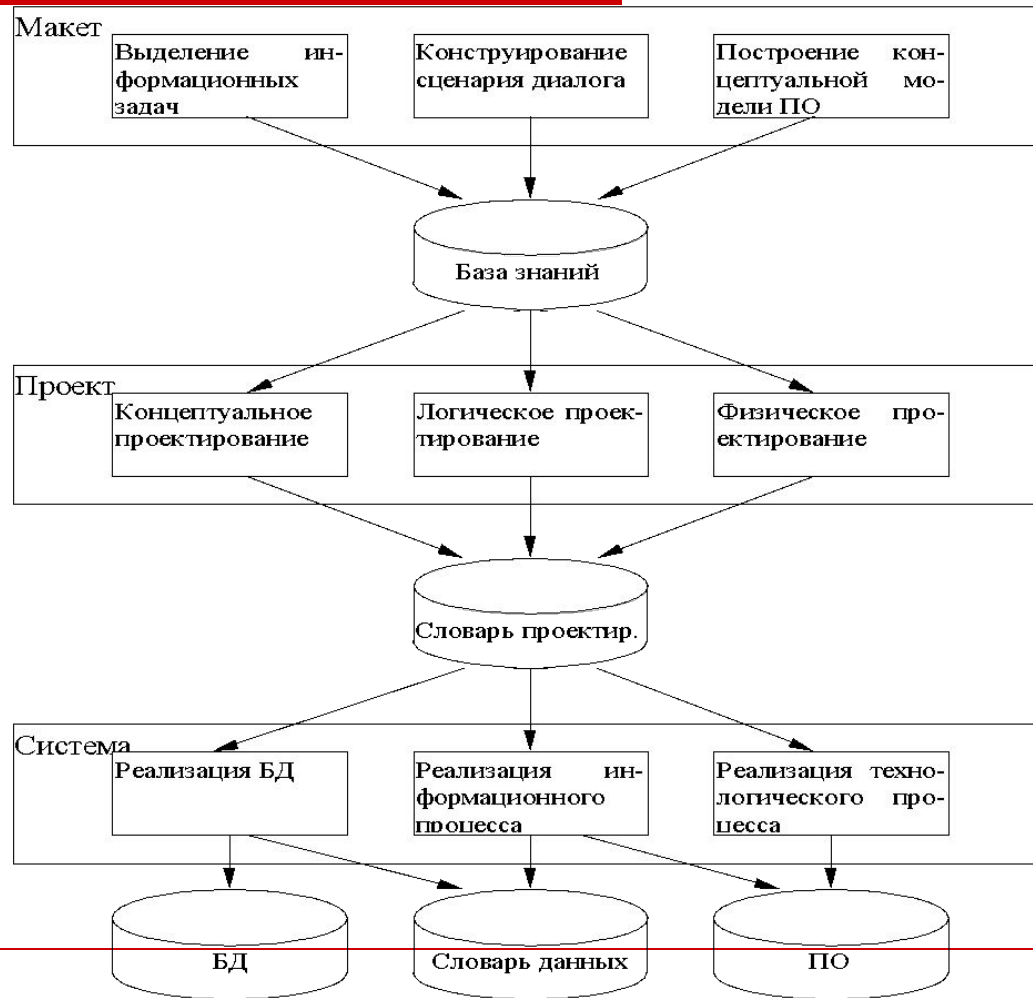 Макет
Выделение ин-
формационных
задач
Конструирование
сценария диалога
Построение кон-
цептуальной мо-
дели ПО
База знаний
Проект
Концептуальное
проектирование
Логическое проек-
тирование
Физическое про-
ектирование
Словарь проектир.
Система
Реализация БД
Реализация ин-
формационного
процесса
Реализация техно-
логического про-
цесса
БД
Словарь данных
ПО